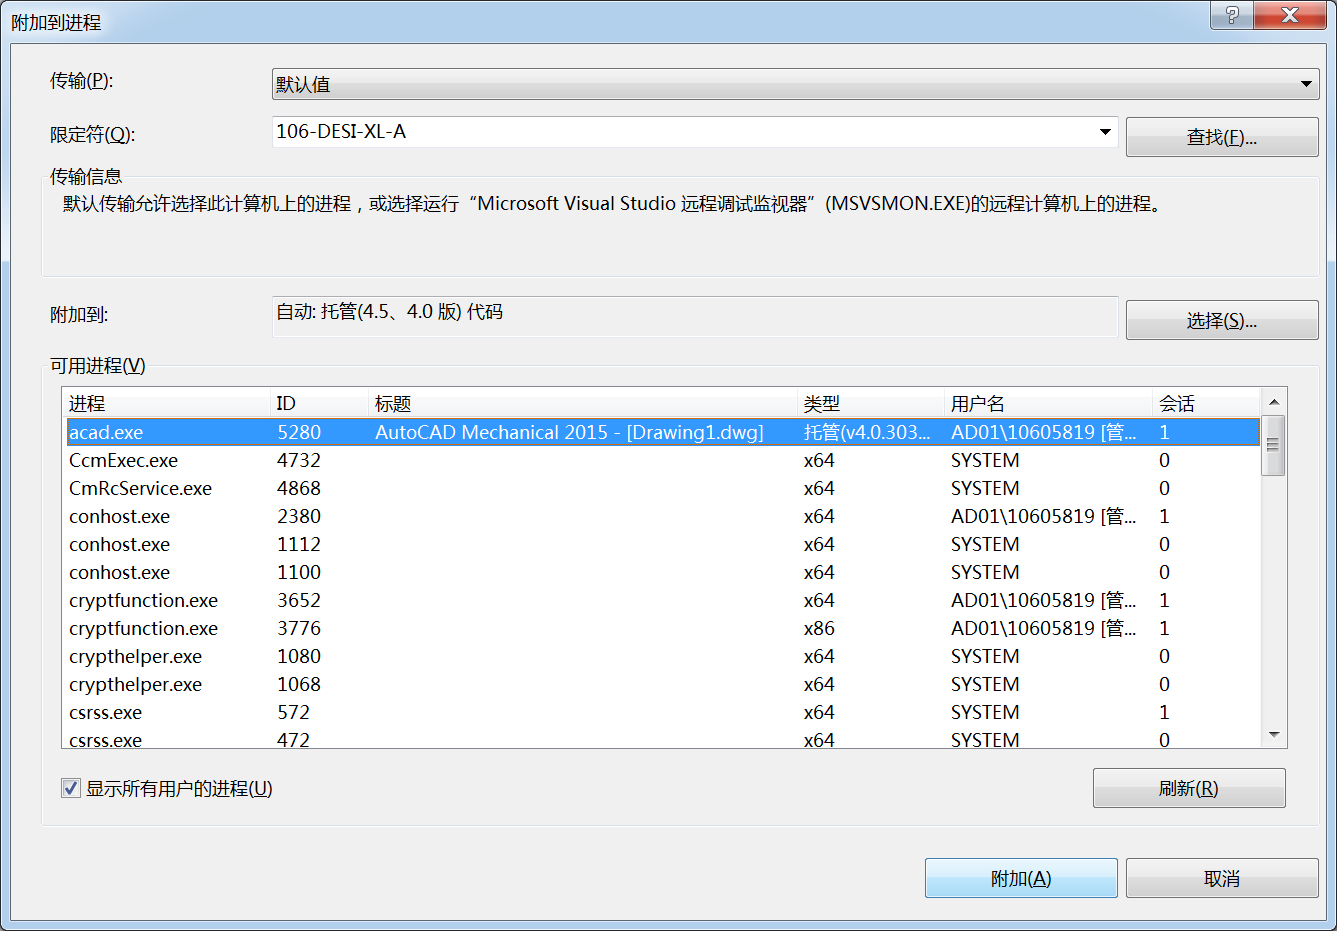 附加到进程
传输(P):
默认值
限定符(Q):
106-DESI-XL-A
查找(F)...
传输信息
默认传输允许选择此计算机上的进程，或选择运行“Microsoft Visual Studio 远程调试监视器”(MSVSMON.EXE)的远程计算机上的进程。
附加到:
自动: 托管(4.5、4.0 版) 代码
选择(S)...
可用进程(V)
进程 ID 标题 类型 用户名 会话
acad.exe 5280 AutoCAD Mechanical 2015 - [Drawing1.dwg] 托管(v4.0.303... AD01\10605819 [管... 1
CcmExec.exe 4732 x64 SYSTEM 0
CmRcService.exe 4868 x64 SYSTEM 0
conhost.exe 2380 x64 AD01\10605819 [管... 1
conhost.exe 1112 x64 SYSTEM 0
conhost.exe 1100 x64 SYSTEM 0
cryptfunction.exe 3652 x64 AD01\10605819 [管... 1
cryptfunction.exe 3776 x86 AD01\10605819 [管... 1
crypthelper.exe 1080 x64 SYSTEM 0
crypthelper.exe 1068 x64 SYSTEM 0
csrss.exe 572 x64 SYSTEM 1
csrss.exe 472 x64 SYSTEM 0
显示所有用户的进程(U)
刷新(R)
附加(A)
取消